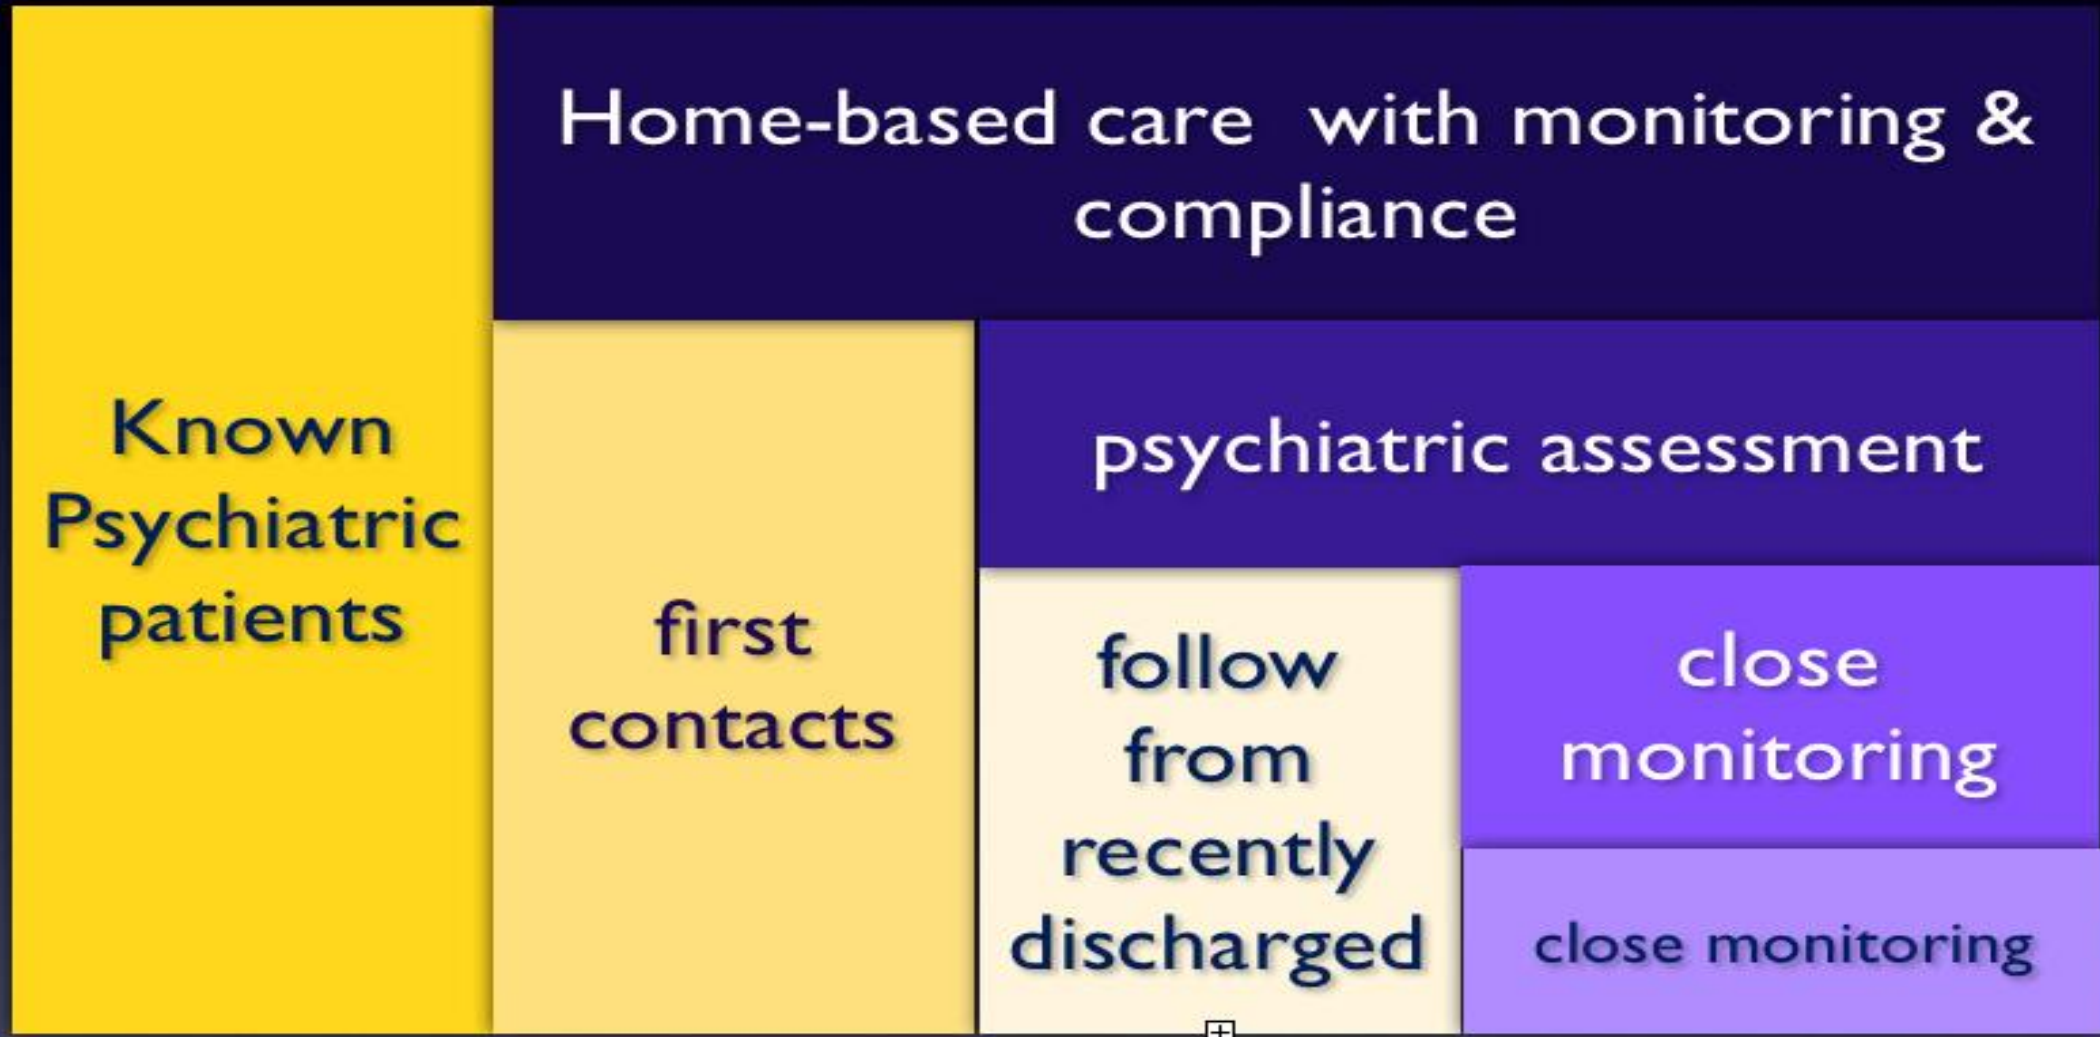 Known
Psychiatric
patients
Home-based care with monitoring &
compliance
first
contacts
psychiatric assessment
follow
from
recently
discharged
close
monitoring
close monitoring